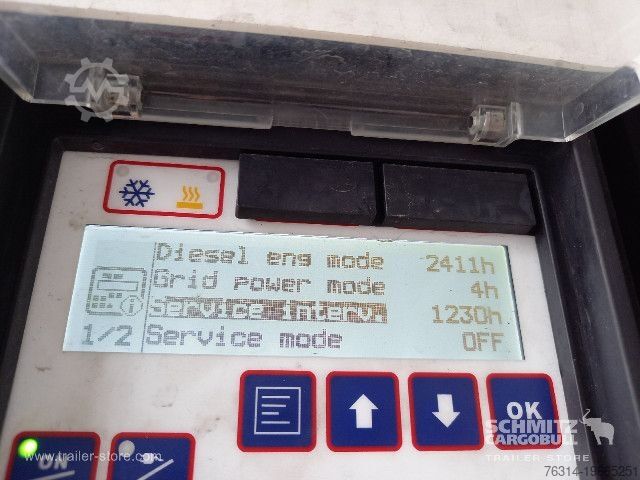 Diesel eng mode 2411h
Grid power mode 4h
Service interv. 1230h
1/2 Service mode OFF
OK
ON
SCHMITZ
CARGOBULL
TRAILER-STORE.COM
www.trailer-store.com